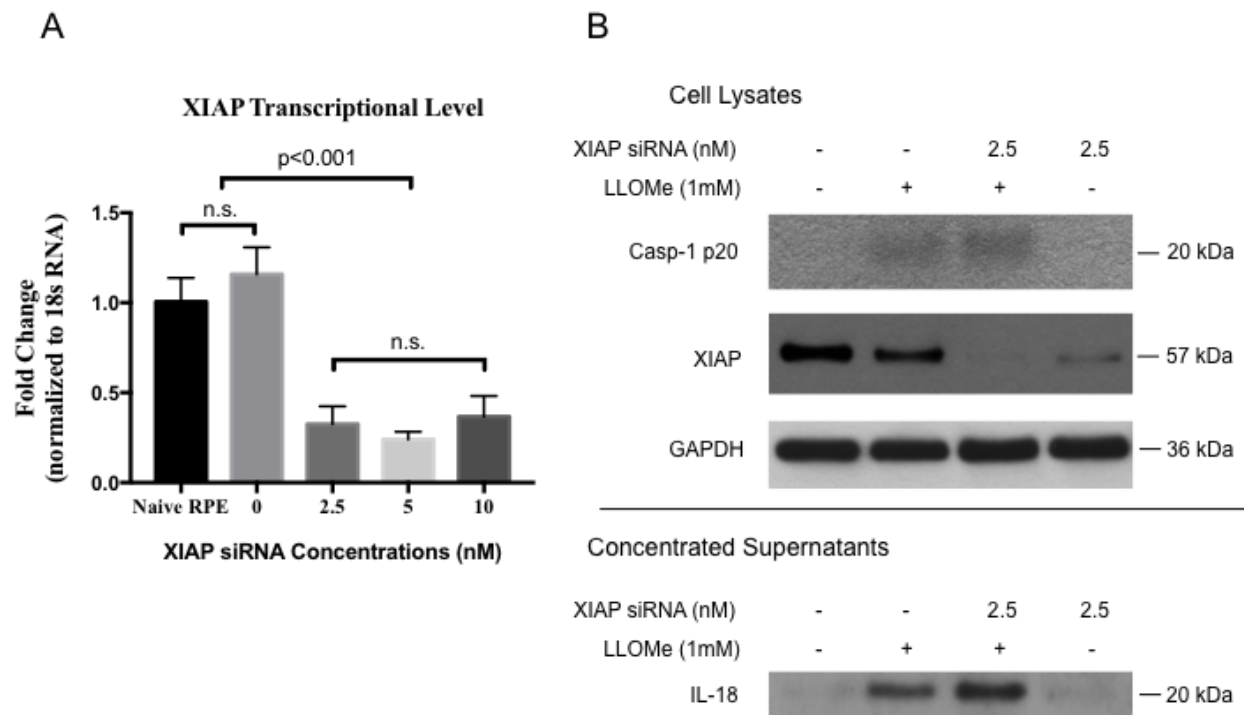 A
XIAP Transcriptional Level
p<0.001
n.s.
n.s.
Fold Change
(normalized to 18s RNA)
1.5
1.0
0.5
0.0
Naive RPE 0 2.5 5 10
XIAP siRNA Concentrations (nM)
B
Cell Lysates
XIAP siRNA (nM) - - 2.5 2.5
LLOMe (1mM) - + + -
Casp-1 p20 — 20 kDa
XIAP — 57 kDa
GAPDH — 36 kDa
Concentrated Supernatants
XIAP siRNA (nM) - - 2.5 2.5
LLOMe (1mM) - + + -
IL-18 — 20 kDa